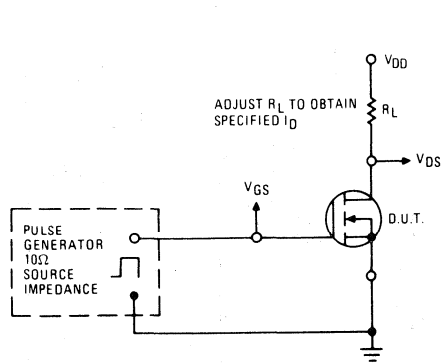 VDD
ADJUST RL TO OBTAIN
SPECIFIED ID
RL
VDS
VGS
D.U.T.
PULSE
GENERATOR
10Ω
SOURCE
IMPEDANCE